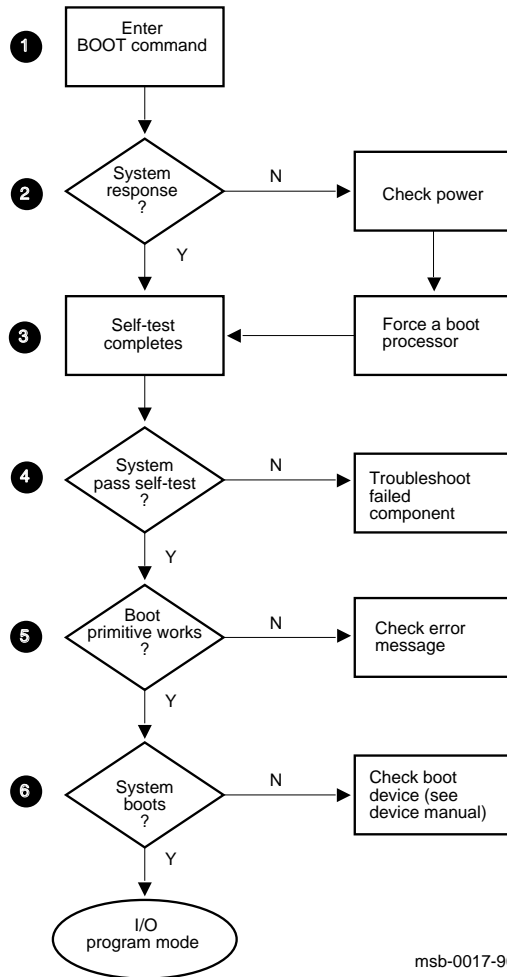 1
Enter
BOOT command
2
System
response
?
N
Check power
Y
3
Self-test
completes
Force a boot
processor
4
System
pass self-test
?
N
Troubleshoot
failed
component
Y
5
Boot
primitive works
?
N
Check error
message
Y
6
System
boots
?
N
Check boot
device (see
device manual)
Y
I/O
program mode